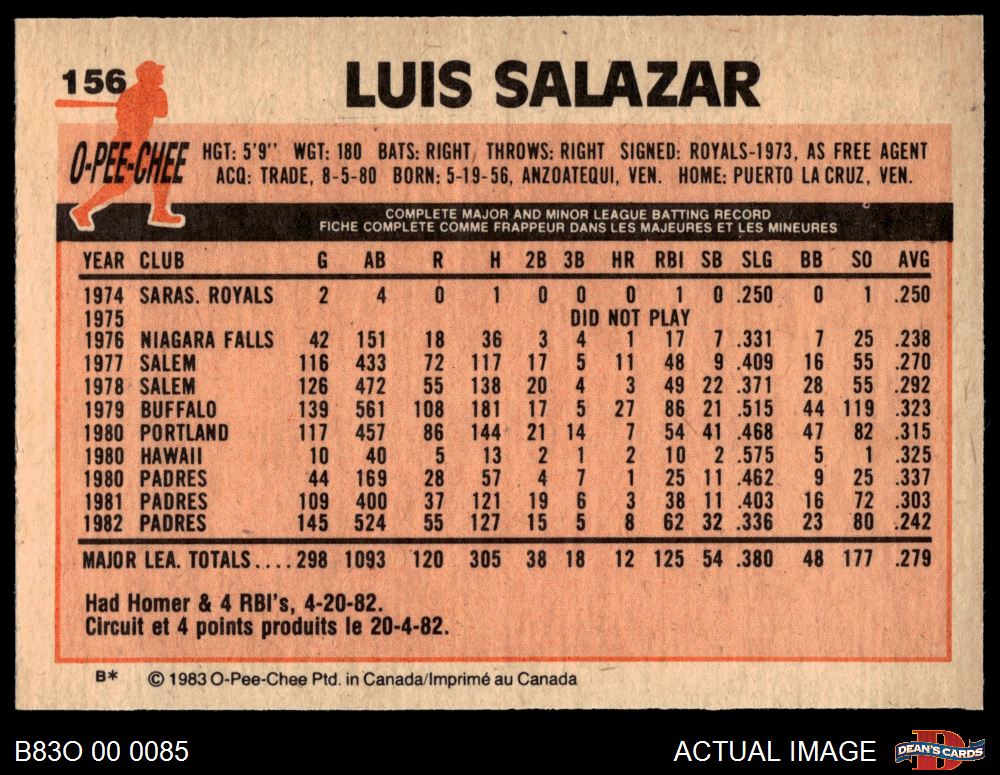 156
LUIS SALAZAR
O-PEE-CHEE
HGT: 5'9" WGT: 180 BATS: RIGHT THROWS: RIGHT SIGNED: ROYALS-1973, AS FREE AGENT
ACQ: TRADE, 8-5-80 BORN: 5-19-56, ANZOATEQUI, VEN. HOME: PUERTO LA CRUZ, VEN.
COMPLETE MAJOR AND MINOR LEAGUE BATTING RECORD
FICHE COMPLETE COMME FRAPPEUR DANS LES MAJEURES ET LES MINEURES
YEAR CLUB G AB R H 2B 3B HR RBI SB SLG BB SO AVG
1974 SARAS. ROYALS 2 4 0 1 0 0 0 1 0 .250 0 1 .250
1975 DID NOT PLAY
1976 NIAGARA FALLS 42 151 18 36 3 4 1 17 7 .331 7 25 .238
1977 SALEM 116 433 72 117 17 5 11 48 9 .409 16 55 .270
1978 SALEM 126 472 55 138 20 4 3 49 22 .371 28 55 .292
1979 BUFFALO 139 561 108 181 17 5 27 86 21 .515 44 119 .323
1980 PORTLAND 117 457 86 144 21 14 7 54 41 .468 47 82 .315
1980 HAWAII 10 40 5 13 2 1 2 10 2 .575 5 1 .325
1980 PADRES 44 169 28 57 4 7 1 25 11 .462 9 25 .337
1981 PADRES 109 400 37 121 19 6 3 38 11 .403 16 72 .303
1982 PADRES 145 524 55 127 15 5 8 62 32 .336 23 80 .242
MAJOR LEA. TOTALS.... 298 1093 120 305 38 18 12 125 54 .380 48 177 .279
Had Homer & 4 RBI's, 4-20-82.
Circuit et 4 points produits le 20-4-82.
B* © 1983 O-Pee-Chee Ptd. in Canada/Imprimé au Canada
B83O 00 0085
ACTUAL IMAGE
DEAN'S CARDS